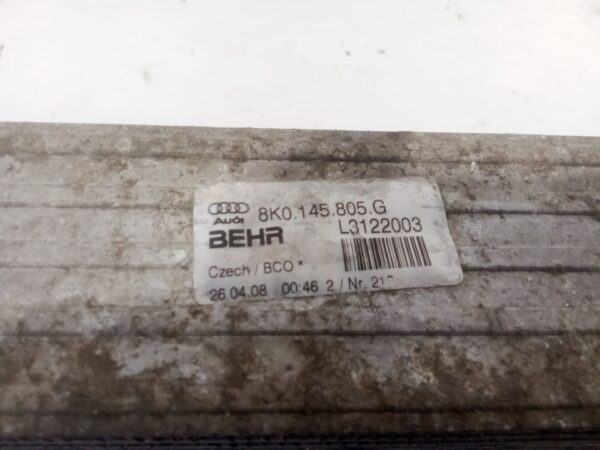 Audi 8K0.145.805.G
BEHR L3122003
Czech / BCO *
26.04.08 00:46 2 / Nr.